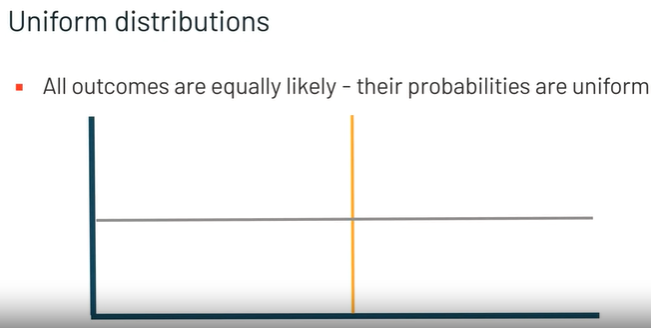 Uniform distributions
All outcomes are equally likely - their probabilities are uniform